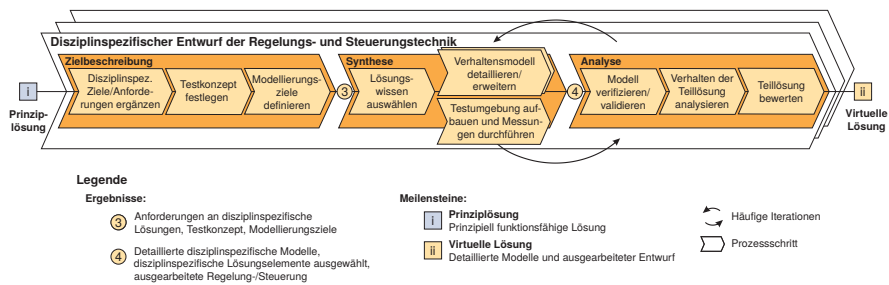 Disziplinspezifischer Entwurf der Regelungs- und Steuerungstechnik
Zielbeschreibung
Disziplinspez.
Ziele/Anforde-
rungen ergänzen
Testkonzept
festlegen
Modellierungs-
ziele
definieren
3
Synthese
Lösungs-
wissen
auswählen
Verhaltensmodell
detaillieren/
erweitern
Testumgebung auf-
bauen und Messun-
gen durchführen
4
Analyse
Modell
verifizieren/
validieren
Verhalten der
Teillösung
analysieren
Teillösung
bewerten
i
Prinzip-
lösung
ii
Virtuelle
Lösung
Legende
Ergebnisse:
3
Anforderungen an disziplinspezifische
Lösungen, Testkonzept, Modellierungsziele
4
Detaillierte disziplinspezifische Modelle,
disziplinspezifische Lösungselemente ausgewählt,
ausgearbeitete Regelung-/Steuerung
Meilensteine:
i
Prinziplösung
Prinzipiell funktionsfähige Lösung
ii
Virtuelle Lösung
Detaillierte Modelle und ausgearbeiteter Entwurf
Häufige Iterationen
Prozessschritt